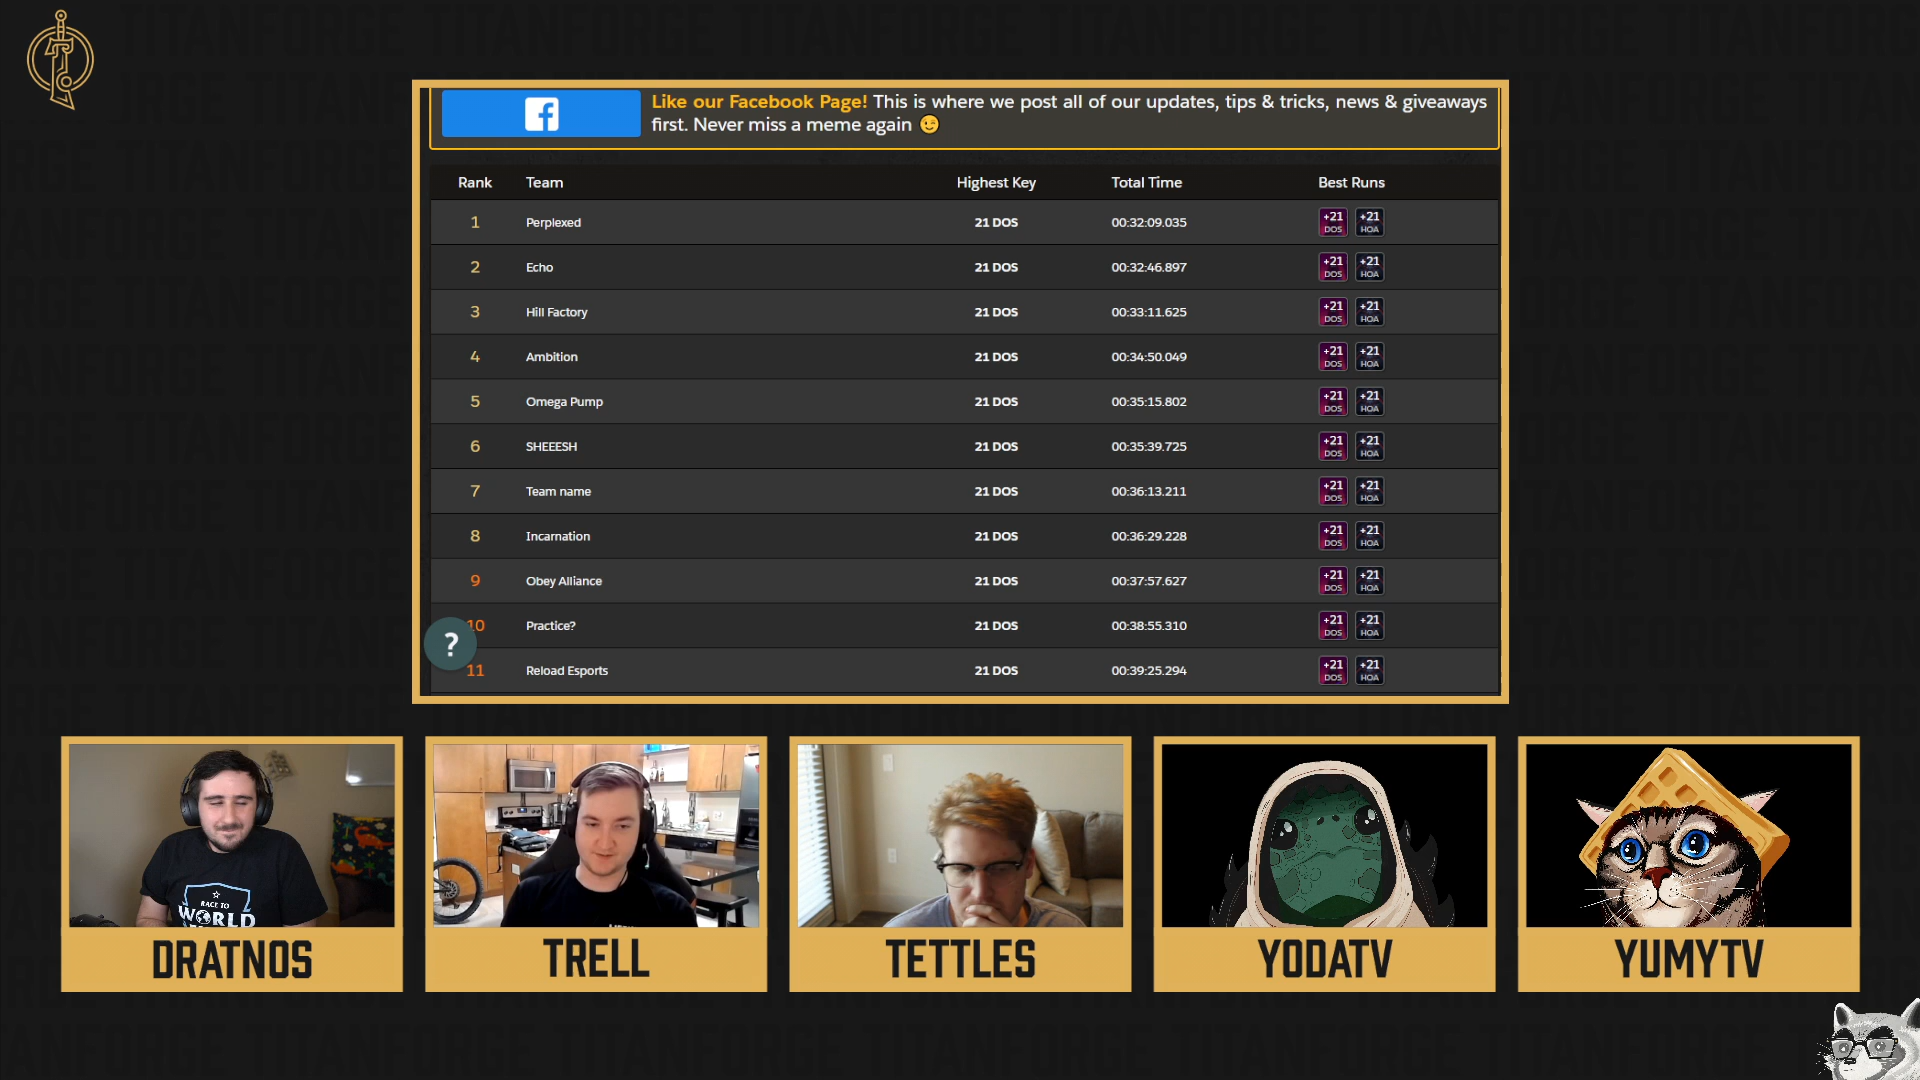 Like our Facebook Page! This is where we post all of our updates, tips & tricks, news & giveaways
first. Never miss a meme again 😉
Rank Team Highest Key Total Time Best Runs
1 Perplexed 21 DOS 00:32:09.035 +21 DOS +21 HOA
2 Echo 21 DOS 00:32:46.897 +21 DOS +21 HOA
3 Hill Factory 21 DOS 00:33:11.625 +21 DOS +21 HOA
4 Ambition 21 DOS 00:34:50.049 +21 DOS +21 HOA
5 Omega Pump 21 DOS 00:35:15.802 +21 DOS +21 HOA
6 SHEEESH 21 DOS 00:35:39.725 +21 DOS +21 HOA
7 Team name 21 DOS 00:36:13.211 +21 DOS +21 HOA
8 Incarnation 21 DOS 00:36:29.228 +21 DOS +21 HOA
9 Obey Alliance 21 DOS 00:37:57.627 +21 DOS +21 HOA
10 Practice? 21 DOS 00:38:55.310 +21 DOS +21 HOA
?
11 Reload Esports 21 DOS 00:39:25.294 +21 DOS +21 HOA
RACE TO
WORLD
DRATNOS TRELL TETTLES YODATV YUMYTV